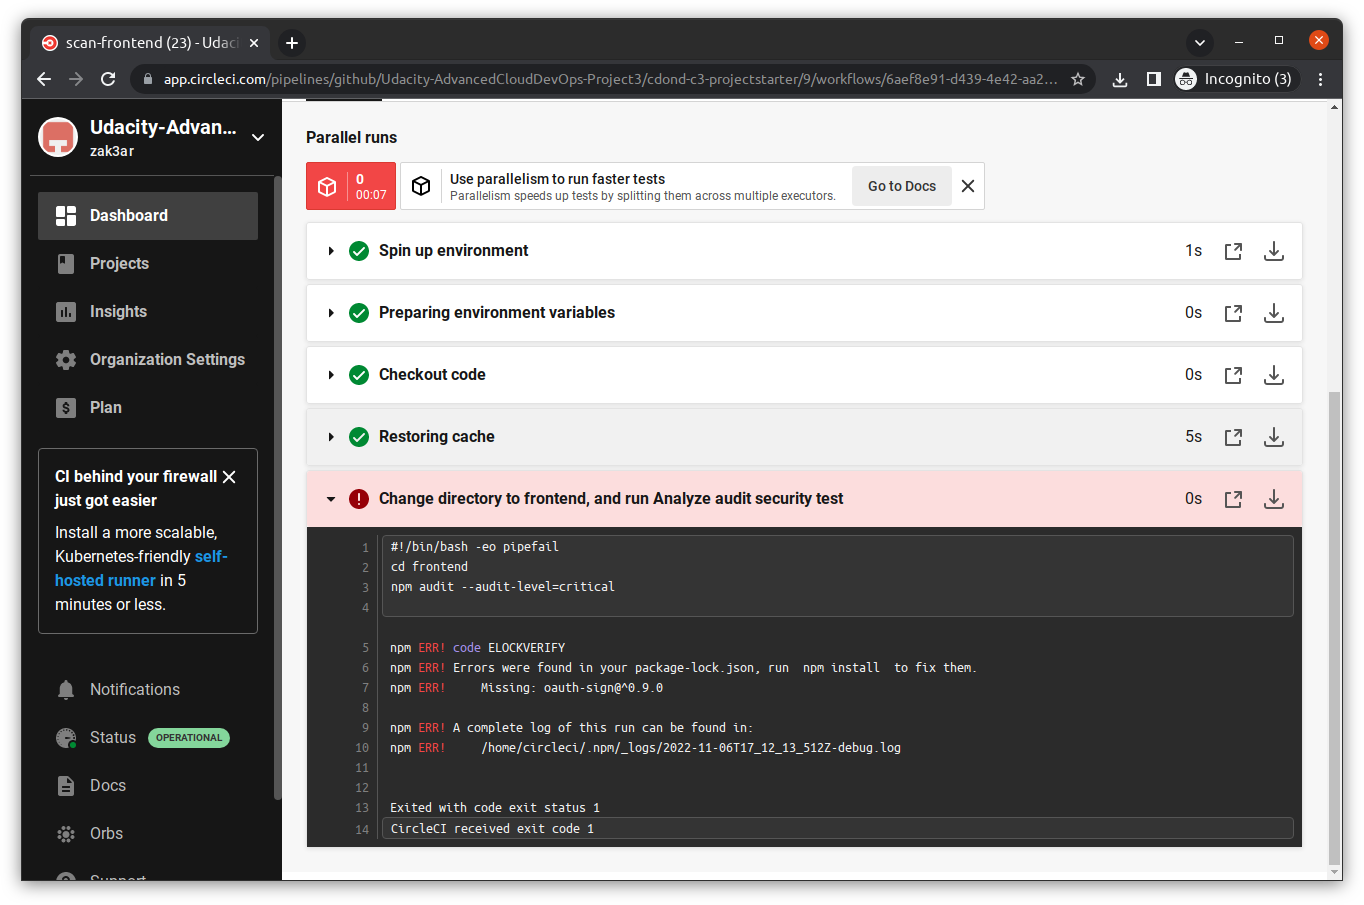 scan-frontend (23) - Udaci
app.circleci.com/pipelines/github/Udacity-AdvancedCloudDevOps-Project3/cdond-c3-projectstarter/9/workflows/6aef8e91-d439-4e42-aa2...
Incognito (3)
Udacity-Advan...
zak3ar
Dashboard
Projects
Insights
Organization Settings
Plan
CI behind your firewall
just got easier
Install a more scalable,
Kubernetes-friendly self-
hosted runner in 5
minutes or less.
Notifications
Status OPERATIONAL
Docs
Orbs
Support
Parallel runs
0
00:07
Use parallelism to run faster tests
Parallelism speeds up tests by splitting them across multiple executors.
Go to Docs
Spin up environment 1s
Preparing environment variables 0s
Checkout code 0s
Restoring cache 5s
Change directory to frontend, and run Analyze audit security test 0s
1 #!/bin/bash -eo pipefail
2 cd frontend
3 npm audit --audit-level=critical
4
5 npm ERR! code ELOCKVERIFY
6 npm ERR! Errors were found in your package-lock.json, run  npm install  to fix them.
7 npm ERR!     Missing: oauth-sign@^0.9.0
8
9 npm ERR! A complete log of this run can be found in:
10 npm ERR!     /home/circleci/.npm/_logs/2022-11-06T17_12_13_512Z-debug.log
11
12
13 Exited with code exit status 1
14 CircleCI received exit code 1